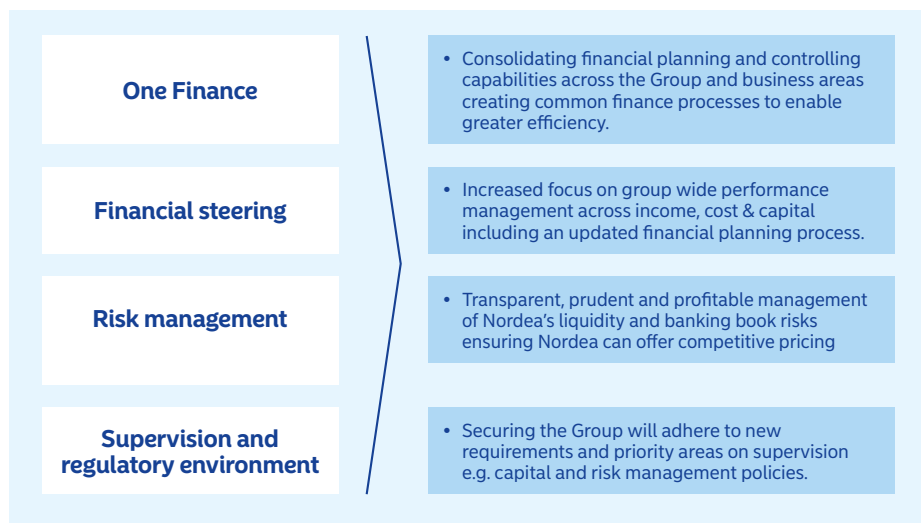 One Finance
• Consolidating financial planning and controlling
capabilities across the Group and business areas
creating common finance processes to enable
greater efficiency.
Financial steering
• Increased focus on group wide performance
management across income, cost & capital
including an updated financial planning process.
Risk management
• Transparent, prudent and profitable management
of Nordea's liquidity and banking book risks
ensuring Nordea can offer competitive pricing
Supervision and
regulatory environment
• Securing the Group will adhere to new
requirements and priority areas on supervision
e.g. capital and risk management policies.